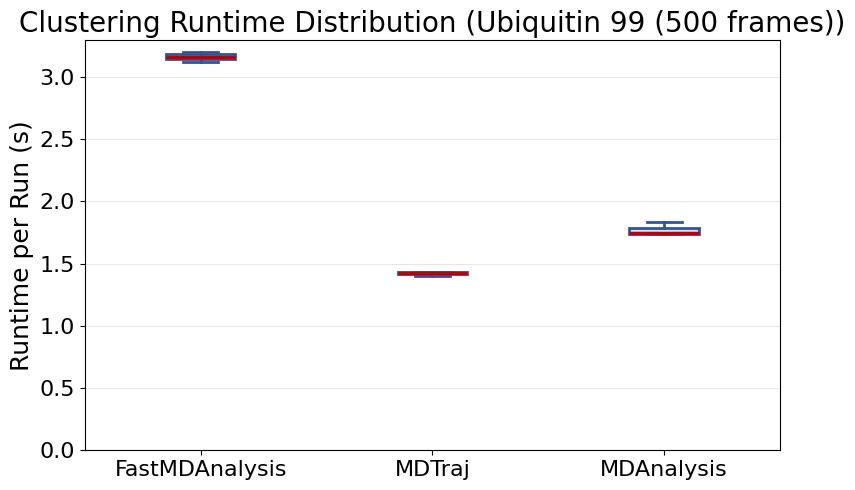 Clustering Runtime Distribution (Ubiquitin 99 (500 frames))
Runtime per Run (s)
3.0
2.5
2.0
1.5
1.0
0.5
0.0
FastMDAnalysis MDTraj MDAnalysis